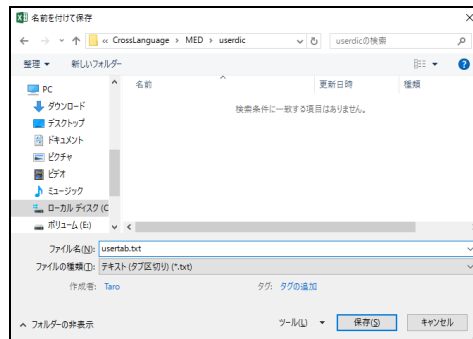 名前を付けて保存
« CrossLanguage › MED › userdic
userdicの検索
整理 ▼ 新しいフォルダー
名前 更新日時 種類
検索条件に一致する項目はありません。
PC
ダウンロード
デスクトップ
ドキュメント
ピクチャ
ビデオ
ミュージック
ローカル ディスク (C
ボリューム (E:)
ファイル名(N): usertab.txt
ファイルの種類(T): テキスト (タブ区切り) (*.txt)
作成者: Taro タグ: タグの追加
フォルダーの非表示 ツール(L) ▼ 保存(S) キャンセル